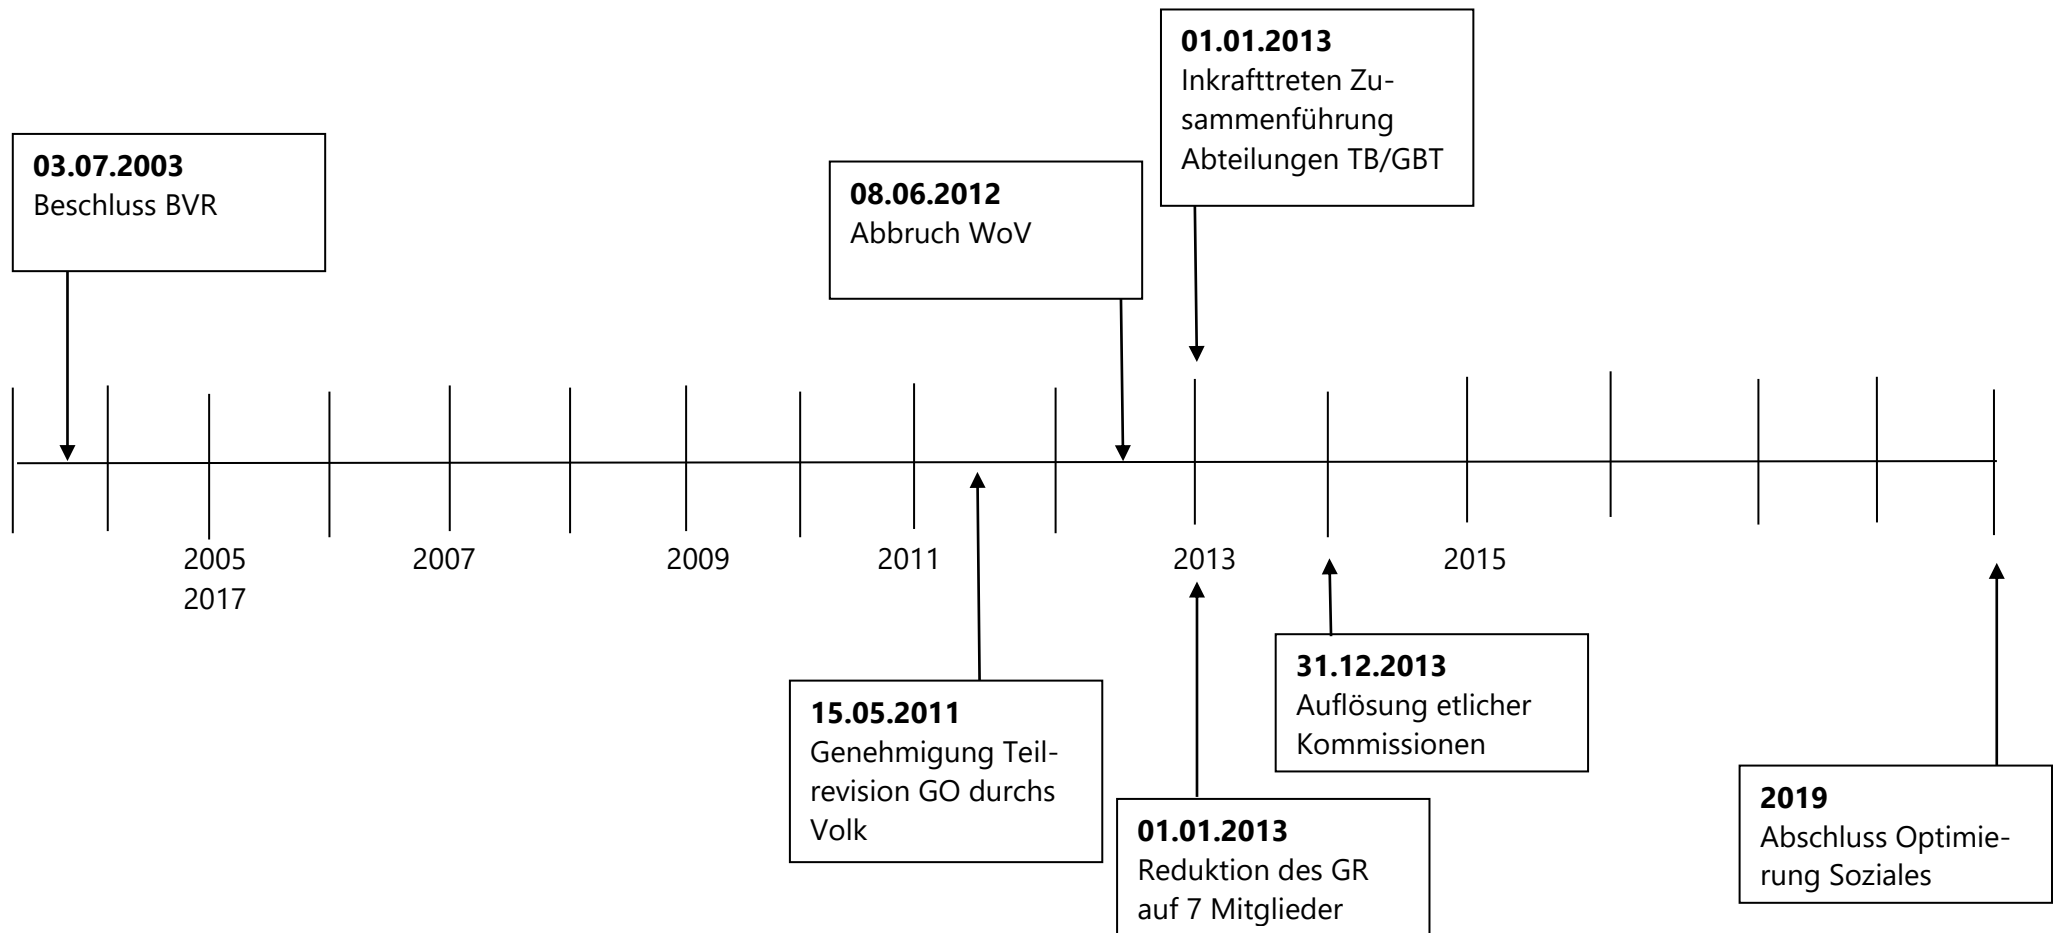 01.01.2013
Inkrafttreten Zu-
sammenführung
Abteilungen TB/GBT
03.07.2003
Beschluss BVR
08.06.2012
Abbruch WoV
2005 2007 2009 2011 2013 2015
2017
15.05.2011
Genehmigung Teil-
revision GO durchs
Volk
01.01.2013
Reduktion des GR
auf 7 Mitglieder
31.12.2013
Auflösung etlicher
Kommissionen
2019
Abschluss Optimie-
rung Soziales